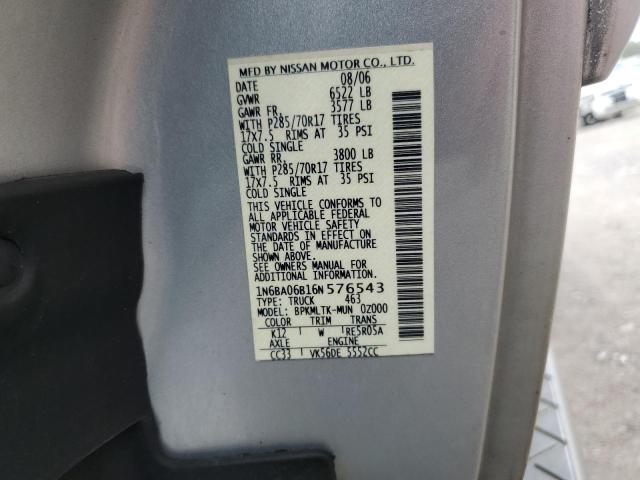 MFD BY NISSAN MOTOR CO., LTD.
DATE 08/06
GVWR 6522 LB
GAWR FR. 3577 LB
WITH P285/70R17 TIRES
17X7.5 RIMS AT 35 PSI
COLD SINGLE
GAWR RR. 3800 LB
WITH P285/70R17 TIRES
17X7.5 RIMS AT 35 PSI
COLD SINGLE
THIS VEHICLE CONFORMS TO
ALL APPLICABLE FEDERAL
MOTOR VEHICLE SAFETY
STANDARDS IN EFFECT ON
THE DATE OF MANUFACTURE
SHOWN ABOVE.
SEE OWNERS MANUAL FOR
ADDITIONAL INFORMATION.
1N6BA06B16N576543
TYPE: TRUCK 463
MODEL: BPKMLTK-MUN 0Z000
COLOR TRIM TRANS
K12 W RE5R05A
AXLE ENGINE
CC33 VK56DE 5552CC